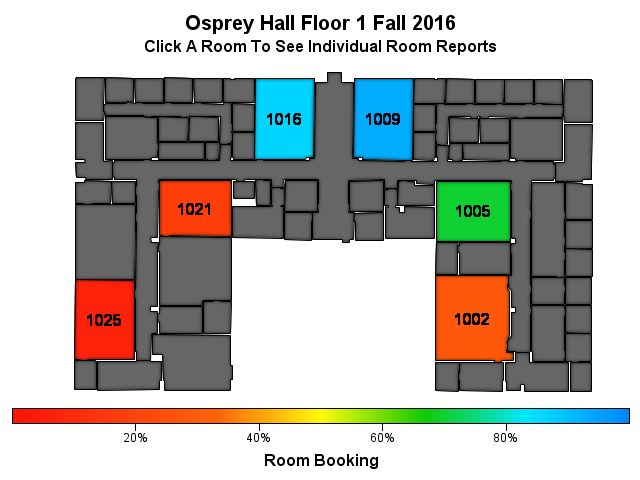 Osprey Hall Floor 1 Fall 2016
Click A Room To See Individual Room Reports
1016
1009
1021
1005
1025
1002
20% 40% 60% 80%
Room Booking